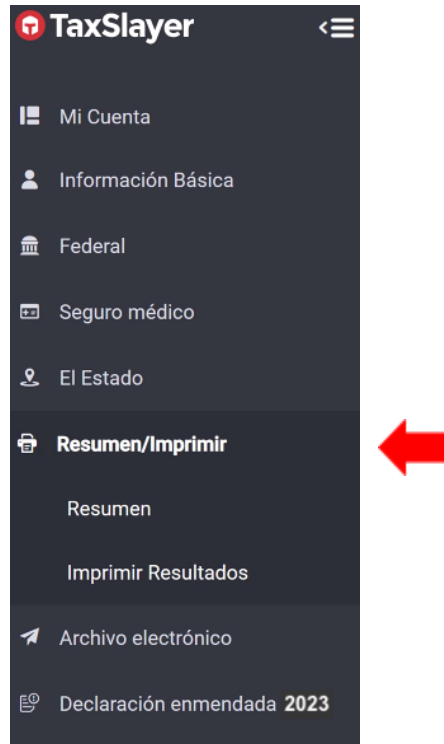 TaxSlayer
Mi Cuenta
Información Básica
Federal
Seguro médico
El Estado
Resumen/Imprimir
Resumen
Imprimir Resultados
Archivo electrónico
Declaración enmendada 2023